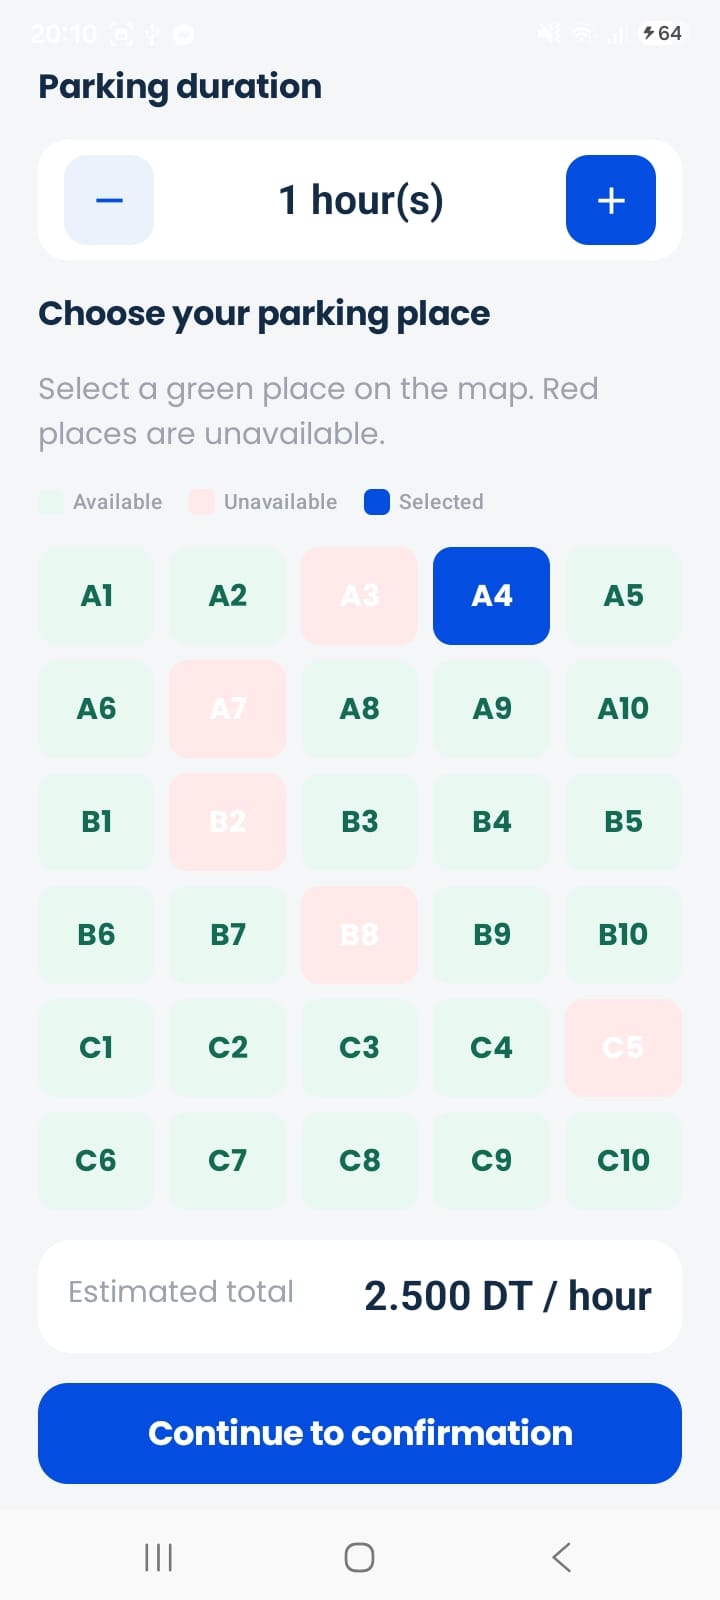 20:10 64
Parking duration
− 1 hour(s) +
Choose your parking place
Select a green place on the map. Red
places are unavailable.
Available Unavailable Selected
A1 A2 A3 A4 A5
A6 A7 A8 A9 A10
B1 B2 B3 B4 B5
B6 B7 B8 B9 B10
C1 C2 C3 C4 C5
C6 C7 C8 C9 C10
Estimated total 2.500 DT / hour
Continue to confirmation